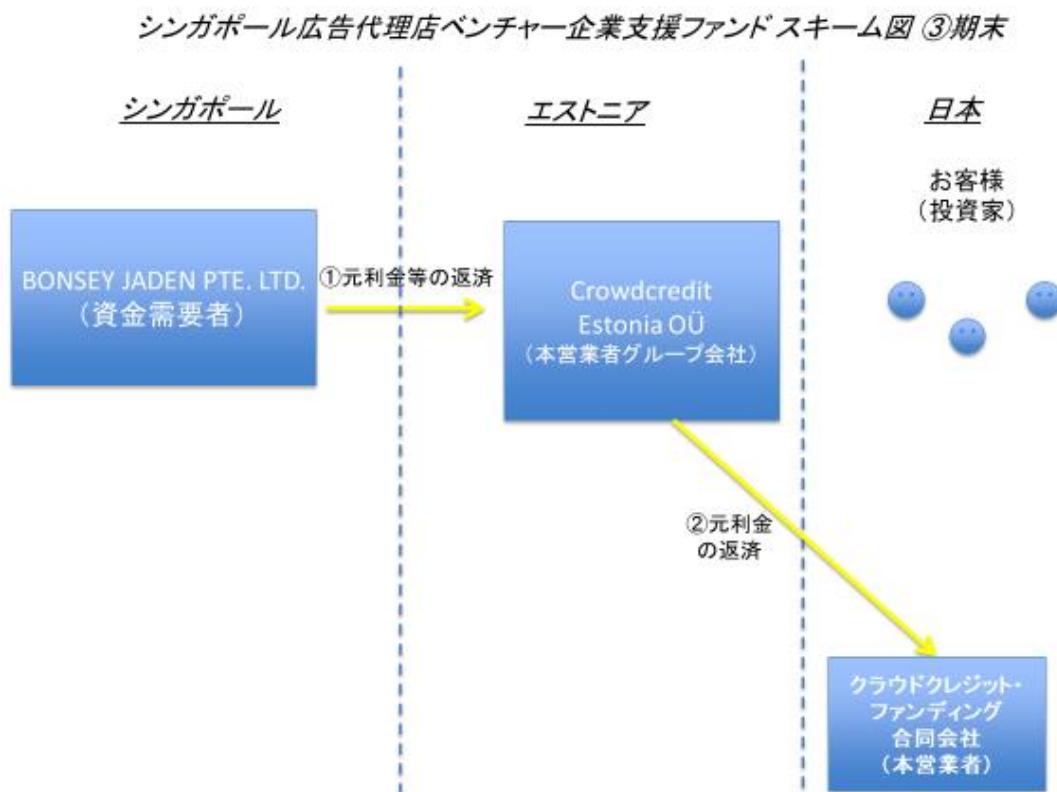 シンガポール広告代理店ベンチャー企業支援ファンド スキーム図 ③期末
シンガポール
エストニア
日本
お客様
（投資家）
BONSEY JADEN PTE. LTD.
（資金需要者）
①元利金等の返済
Crowdcredit
Estonia OÜ
（本営業者グループ会社）
②元利金
の返済
クラウドクレジット・
ファンディング
合同会社
（本営業者）